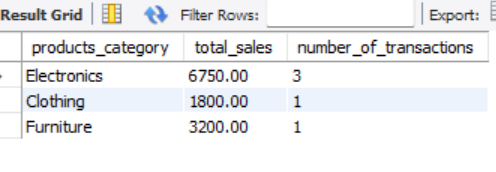 Result Grid Filter Rows: Export:
products_category total_sales number_of_transactions
Electronics 6750.00 3
Clothing 1800.00 1
Furniture 3200.00 1